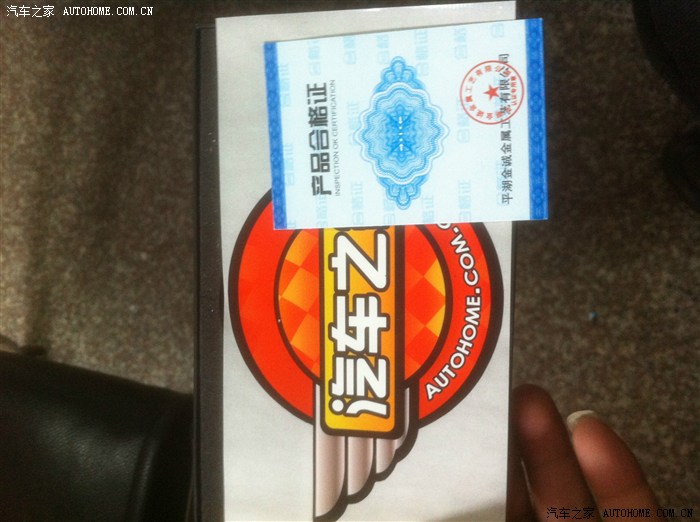 汽车之家 AUTOHOME.COM.CN
产品合格证
INSPECTION OK CERTIFICATION
平湖金诚金属工艺有限公司
汽车之
AUTOHOME.COM.C
汽车之家 AUTOHOME.COM.CN